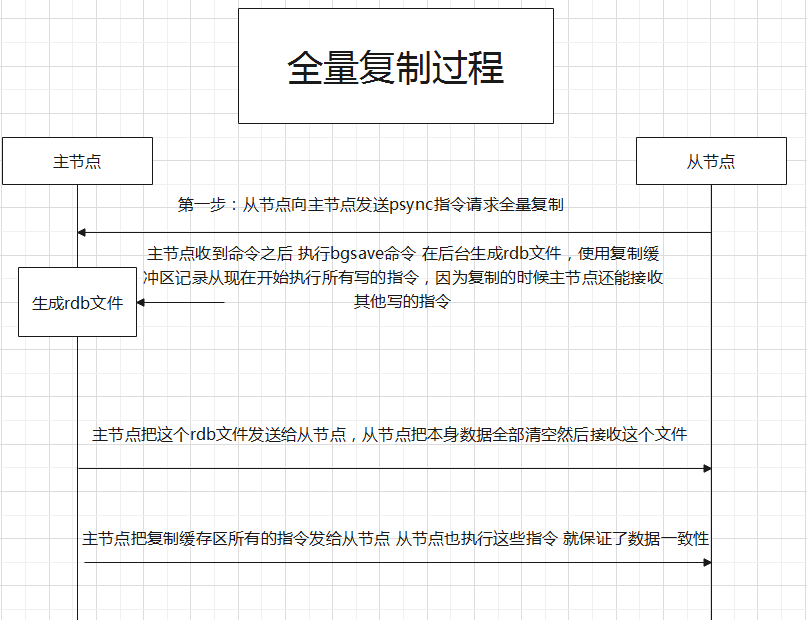 全量复制过程
主节点
从节点
第一步：从节点向主节点发送psync指令请求全量复制
主节点收到命令之后 执行bgsave命令 在后台生成rdb文件，使用复制缓
冲区记录从现在开始执行所有写的指令，因为复制的时候主节点还能接收
其他写的指令
生成rdb文件
主节点把这个rdb文件发送给从节点，从节点把本身数据全部清空然后接收这个文件
主节点把复制缓存区所有的指令发给从节点 从节点也执行这些指令 就保证了数据一致性